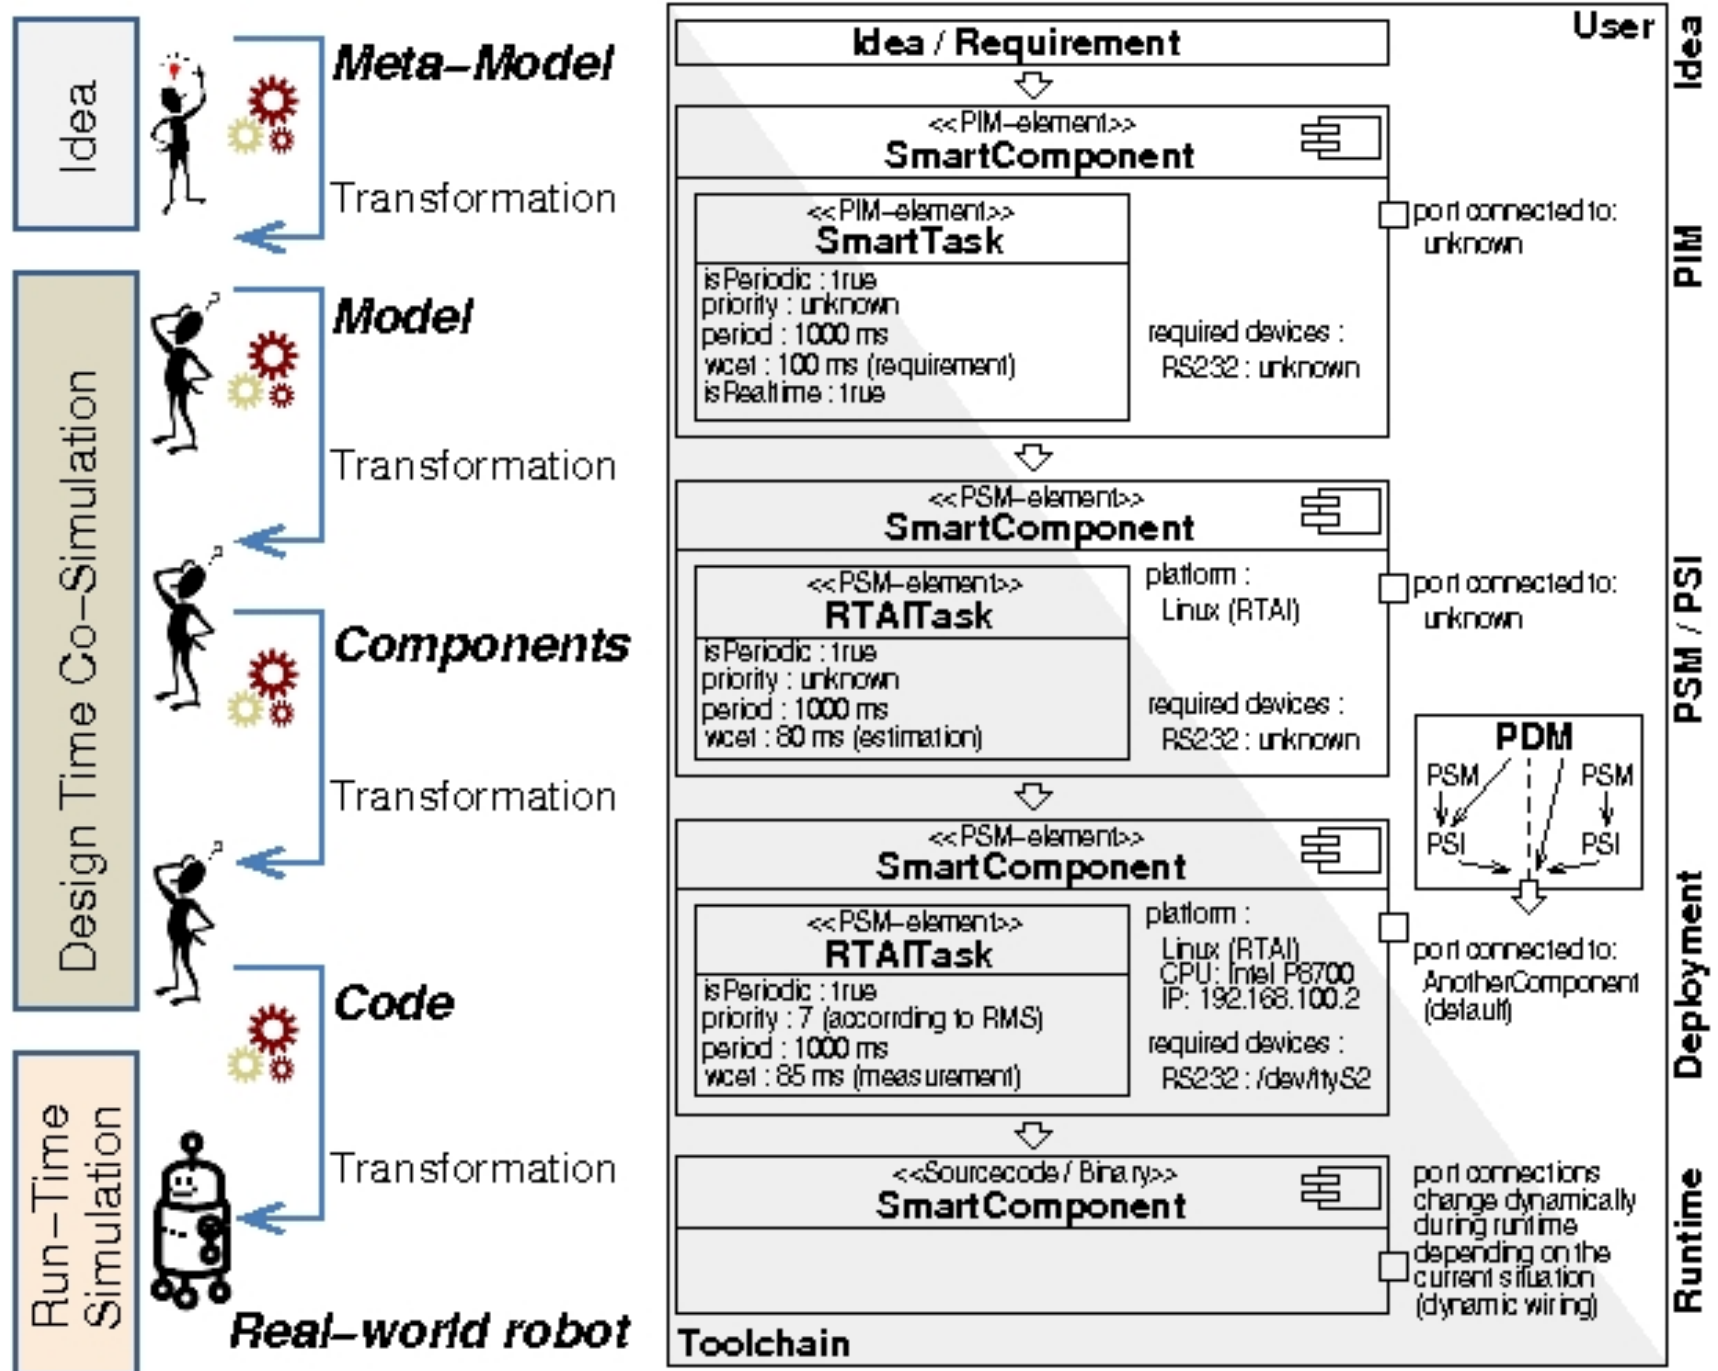 Idea
Meta-Model
Transformation
Design Time Co-Simulation
Model
Transformation
Components
Transformation
Code
Transformation
Run-Time
Simulation
Real-world robot
User
Idea / Requirement
Idea
<<PIM-element>>
SmartComponent
<<PIM-element>>
SmartTask
isPeriodic : true
priority : unknown
period : 1000 ms
wcet : 100 ms (requirement)
isRealtime : true
required devices :
RS232 : unknown
port connected to:
unknown
PIM
<<PSM-element>>
SmartComponent
<<PSM-element>>
RTAITask
isPeriodic : true
priority : unknown
period : 1000 ms
wcet : 80 ms (estimation)
platform :
Linux (RTAI)
required devices :
RS232 : unknown
port connected to:
unknown
PSM / PSI
PDM
PSM
PSM
PSI
PSI
<<PSM-element>>
SmartComponent
<<PSM-element>>
RTAITask
isPeriodic : true
priority : 7 (according to RMS)
period : 1000 ms
wcet : 85 ms (measurement)
platform :
Linux (RTAI)
CPU: Intel P8700
IP: 192.168.100.2
required devices :
RS232 : /dev/ttyS2
port connected to:
AnotherComponent
(default)
Deployment
<<Sourcecode / Binary>>
SmartComponent
port connections
change dynamically
during runtime
depending on the
current situation
(dynamic wiring)
Runtime
Toolchain